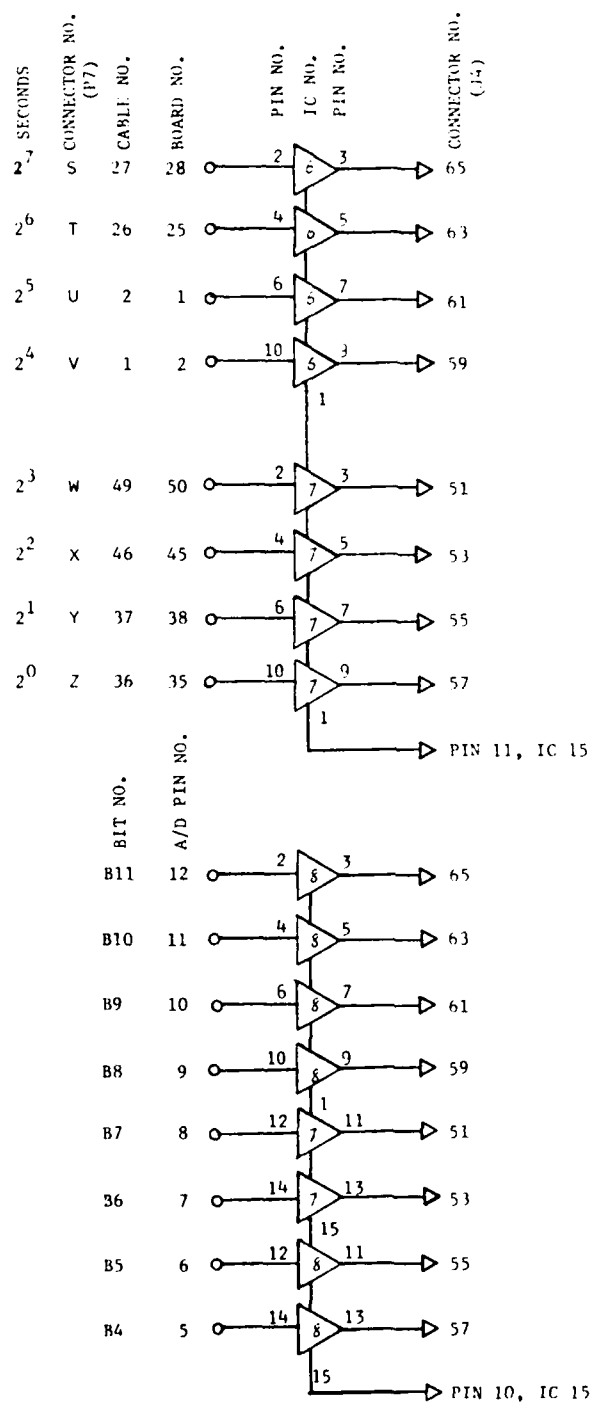 SECONDS CONNECTOR NO. (P7) CABLE NO. BOARD NO. PIN NO. IC NO. PIN NO. CONNECTOR NO. (J4)
2^7 S 27 28 2 6 3 65
2^6 T 26 25 4 6 5 63
2^5 U 2 1 6 6 7 61
2^4 V 1 2 10 6 9 59
1
2^3 W 49 50 2 7 3 51
2^2 X 46 45 4 7 5 53
2^1 Y 37 38 6 7 7 55
2^0 Z 36 35 10 7 9 57
1
PIN 11, IC 15
BIT NO. A/D PIN NO.
B11 12 2 8 3 65
B10 11 4 8 5 63
B9 10 6 8 7 61
B8 9 10 8 9 59
1
B7 8 12 7 11 51
B6 7 14 7 13 53
15
B5 6 12 8 11 55
B4 5 14 8 13 57
15
PIN 10, IC 15